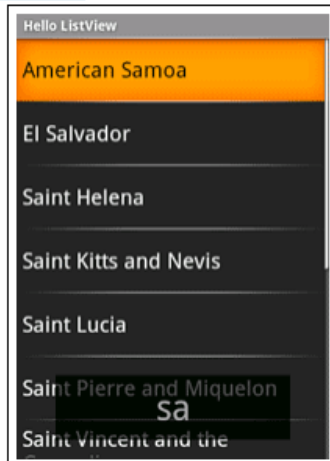 Hello ListView
American Samoa
El Salvador
Saint Helena
Saint Kitts and Nevis
Saint Lucia
Saint Pierre and Miquelon
sa
Saint Vincent and the